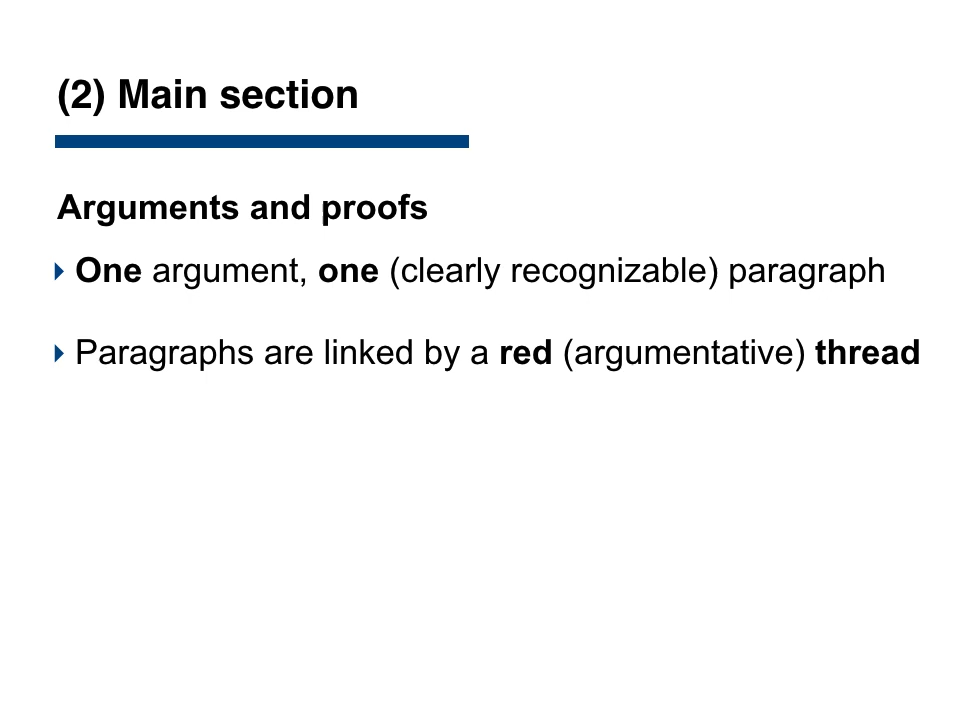 (2) Main section
Arguments and proofs
One argument, one (clearly recognizable) paragraph
Paragraphs are linked by a red (argumentative) thread